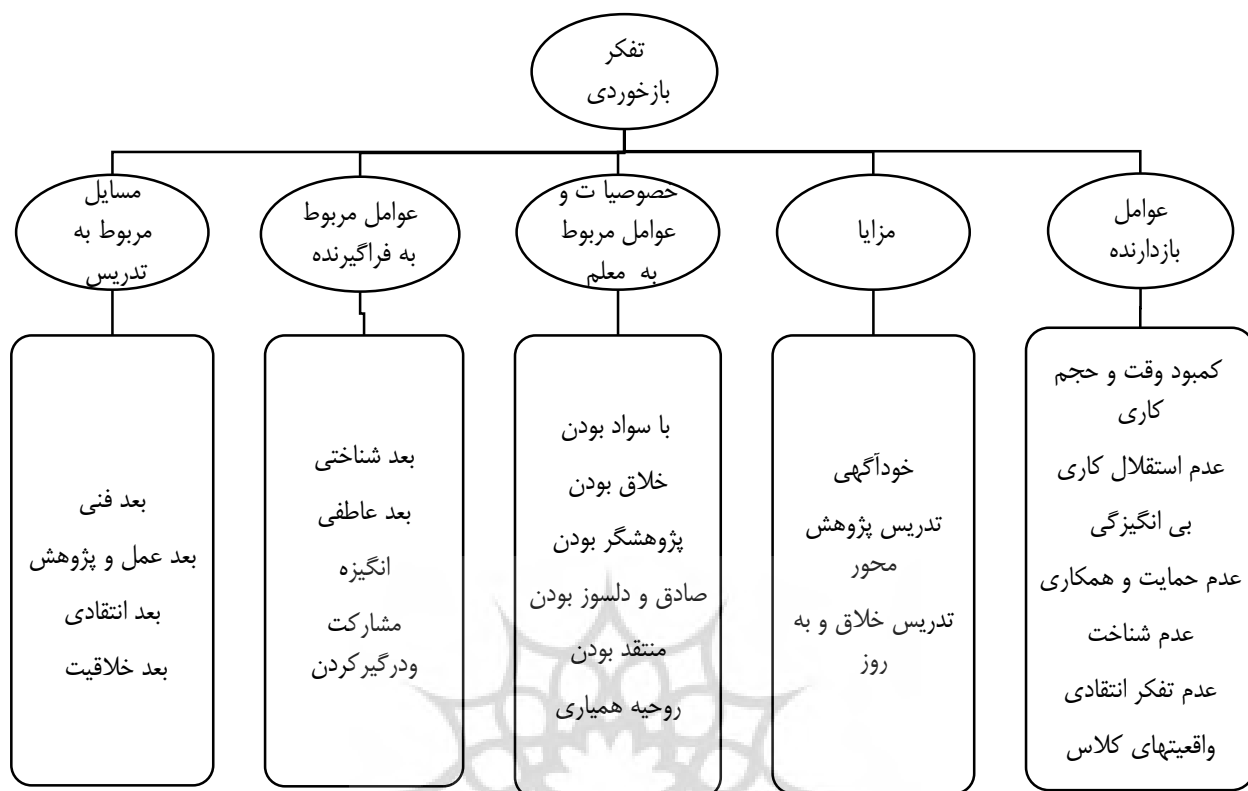 تفکر
بازخوردی
عوامل
بازدارنده
کمبود وقت و حجم
کاری
عدم استقلال کاری
بی انگیزگی
عدم حمایت و همکاری
عدم شناخت
عدم تفکر انتقادی
واقعیتهای کلاس
مزایا
خودآگهی
تدریس پژوهش
محور
تدریس خلاق و به
روز
خصوصیا ت و
عوامل مربوط
به معلم
با سواد بودن
خلاق بودن
پژوهشگر بودن
صادق و دلسوز بودن
منتقد بودن
روحیه همیاری
عوامل مربوط
به فراگیرنده
بعد شناختی
بعد عاطفی
انگیزه
مشارکت
ودرگیرکردن
مسایل
مربوط به
تدریس
بعد فنی
بعد عمل و پژوهش
بعد انتقادی
بعد خلاقیت